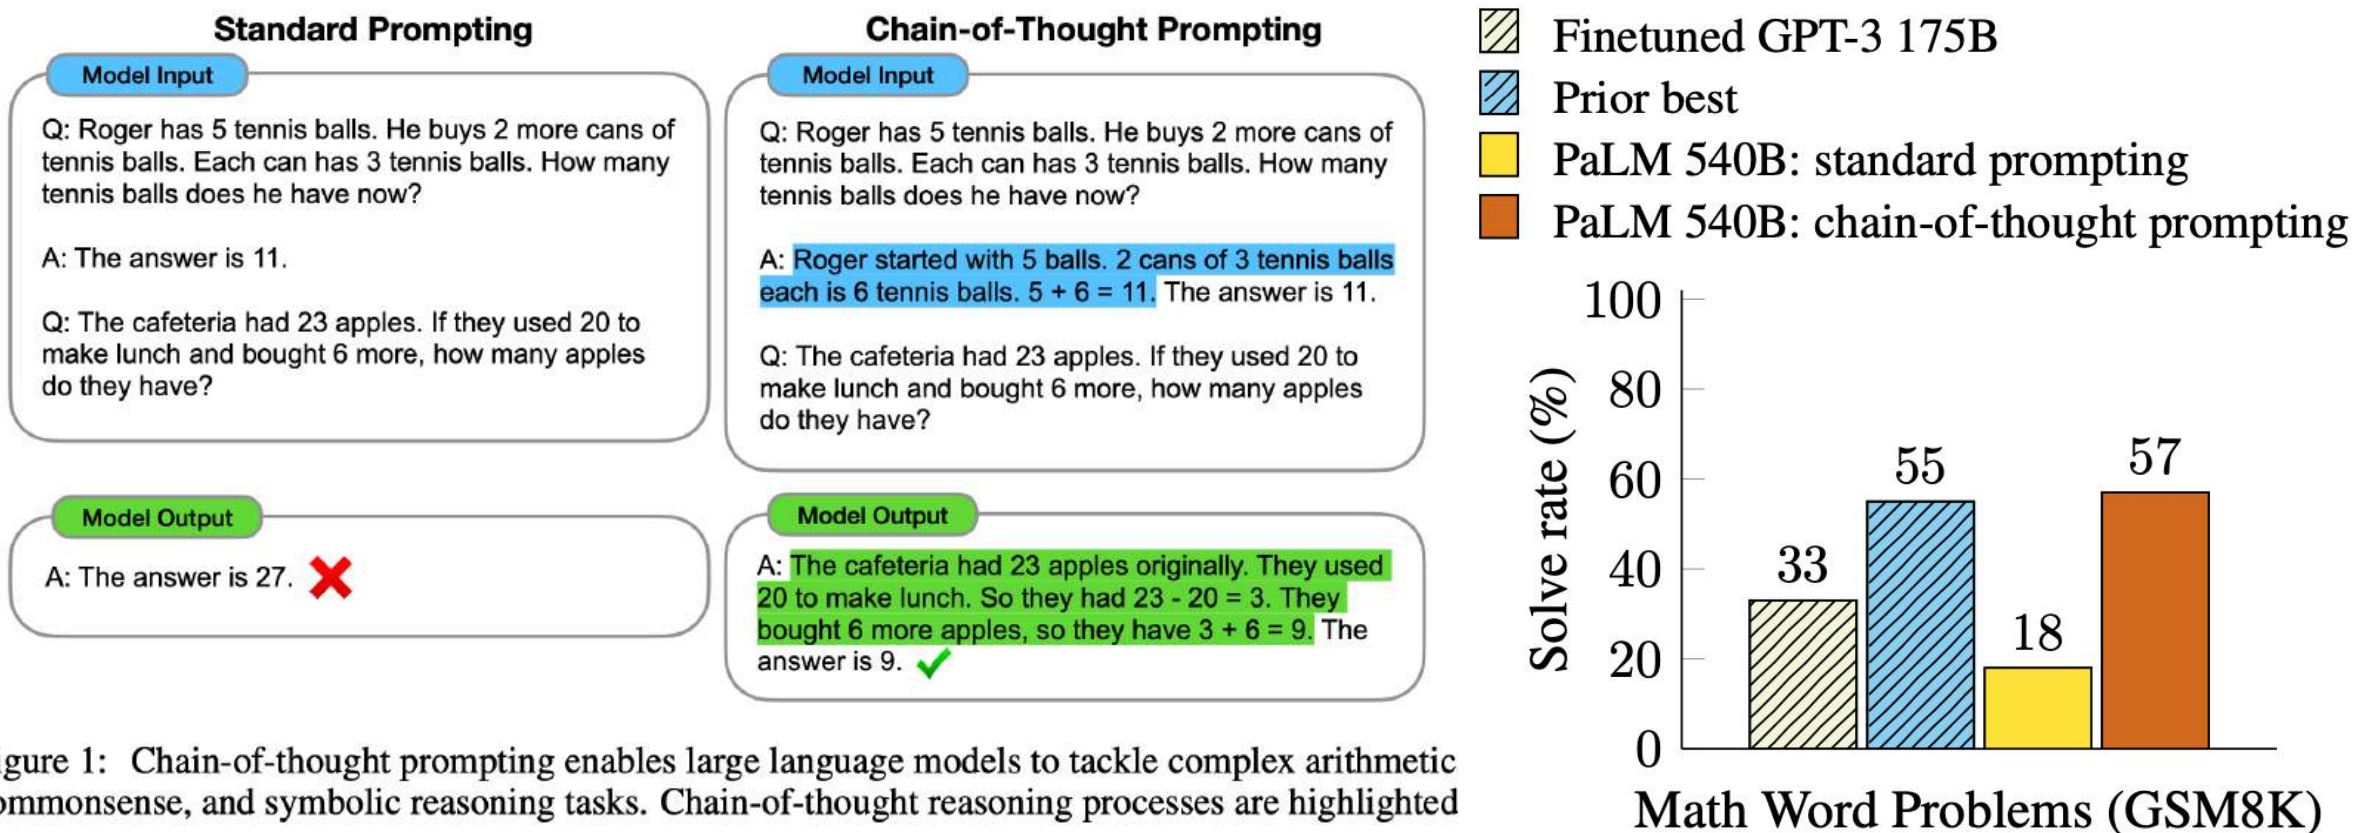 Standard Prompting
Model Input
Q: Roger has 5 tennis balls. He buys 2 more cans of
tennis balls. Each can has 3 tennis balls. How many
tennis balls does he have now?
A: The answer is 11.
Q: The cafeteria had 23 apples. If they used 20 to
make lunch and bought 6 more, how many apples
do they have?
Model Output
A: The answer is 27.
Chain-of-Thought Prompting
Model Input
Q: Roger has 5 tennis balls. He buys 2 more cans of
tennis balls. Each can has 3 tennis balls. How many
tennis balls does he have now?
A: Roger started with 5 balls. 2 cans of 3 tennis balls
each is 6 tennis balls. 5 + 6 = 11. The answer is 11.
Q: The cafeteria had 23 apples. If they used 20 to
make lunch and bought 6 more, how many apples
do they have?
Model Output
A: The cafeteria had 23 apples originally. They used
20 to make lunch. So they had 23 - 20 = 3. They
bought 6 more apples, so they have 3 + 6 = 9. The
answer is 9.
igure 1: Chain-of-thought prompting enables large language models to tackle complex arithmetic
ommonsense, and symbolic reasoning tasks. Chain-of-thought reasoning processes are highlighted
Finetuned GPT-3 175B
Prior best
PaLM 540B: standard prompting
PaLM 540B: chain-of-thought prompting
Solve rate (%)
100
80
60
40
20
0
33
55
18
57
Math Word Problems (GSM8K)